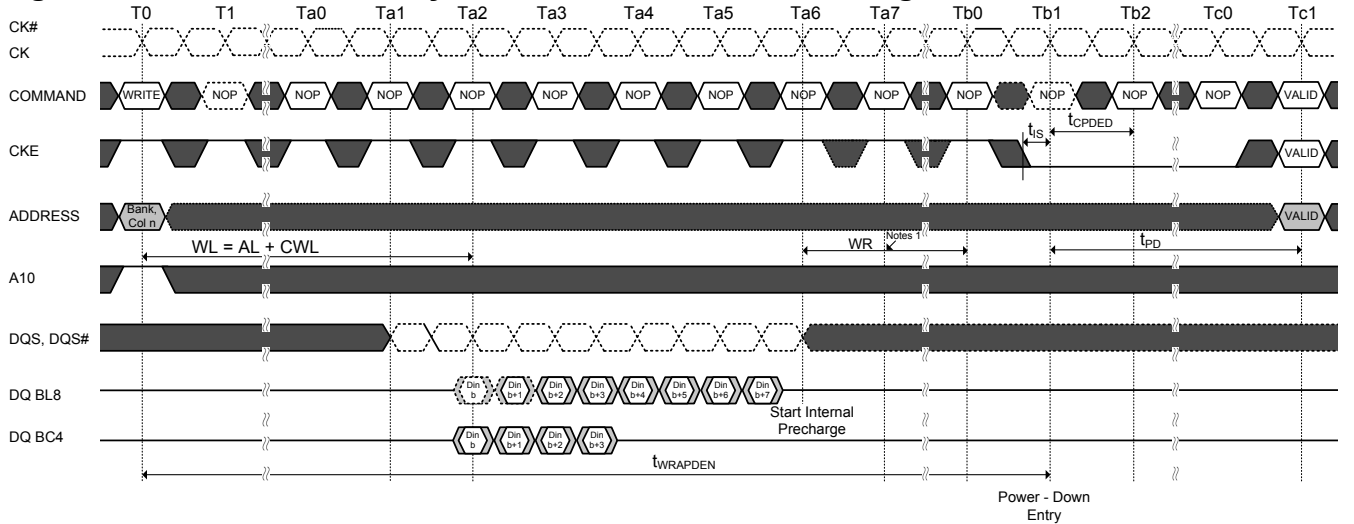 T0 T1 Ta0 Ta1 Ta2 Ta3 Ta4 Ta5 Ta6 Ta7 Tb0 Tb1 Tb2 Tc0 Tc1
CK#
CK
COMMAND WRITE NOP NOP NOP NOP NOP NOP NOP NOP NOP NOP NOP NOP NOP VALID
tIS tCPDED
CKE VALID
ADDRESS Bank, Col n VALID
WL = AL + CWL WR Notes 1 tPD
A10
DQS, DQS#
DQ BL8 Din b Din b+1 Din b+2 Din b+3 Din b+4 Din b+5 Din b+6 Din b+7
Start Internal
Precharge
DQ BC4 Din b Din b+1 Din b+2 Din b+3
tWRAPDEN
Power - Down
Entry